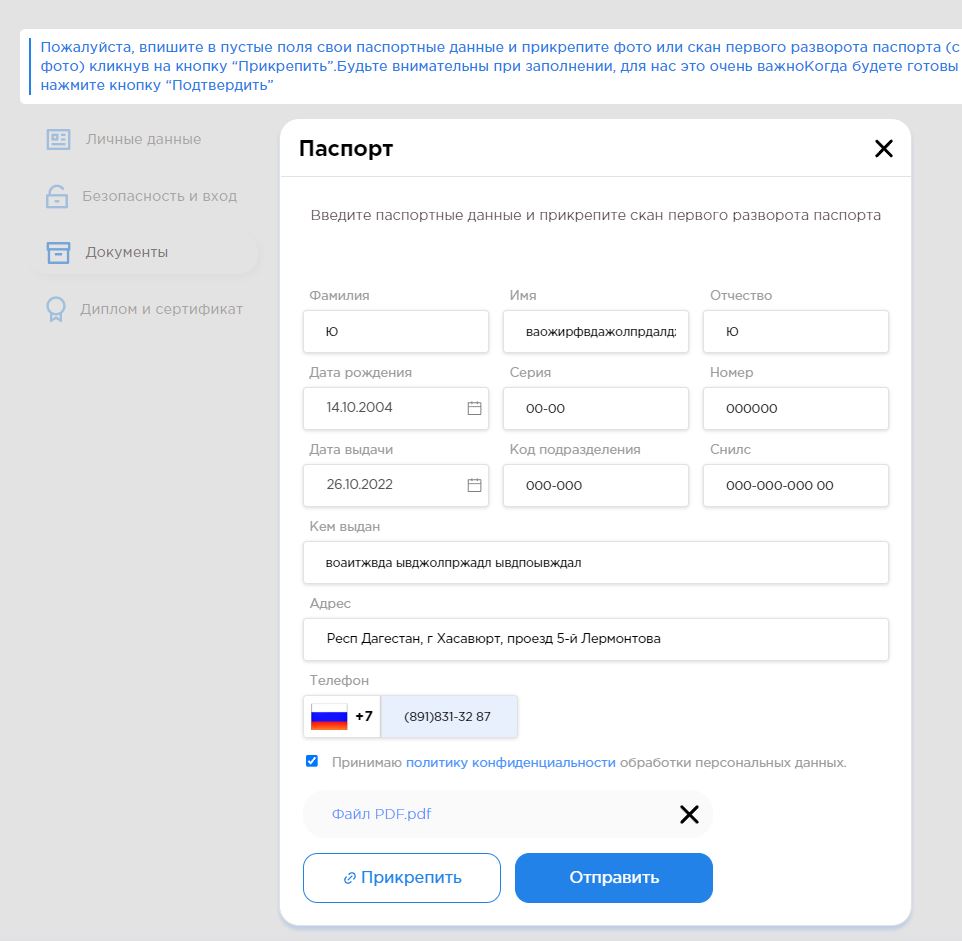 Пожалуйста, впишите в пустые поля свои паспортные данные и прикрепите фото или скан первого разворота паспорта (с
фото) кликнув на кнопку “Прикрепить”.Будьте внимательны при заполнении, для нас это очень важноКогда будете готовы
нажмите кнопку “Подтвердить”
Личные данные
Безопасность и вход
Документы
Диплом и сертификат
Паспорт
Введите паспортные данные и прикрепите скан первого разворота паспорта
Фамилия Имя Отчество
Ю ваожирфвдажолпрдалд Ю
Дата рождения Серия Номер
14.10.2004 00-00 000000
Дата выдачи Код подразделения Снилс
26.10.2022 000-000 000-000-000 00
Кем выдан
воаитжвда ывджолпржадл ывдпоывждал
Адрес
Респ Дагестан, г Хасавюрт, проезд 5-й Лермонтова
Телефон
+7 (891)831-32 87
Принимаю политику конфиденциальности обработки персональных данных.
Файл PDF.pdf
Прикрепить Отправить